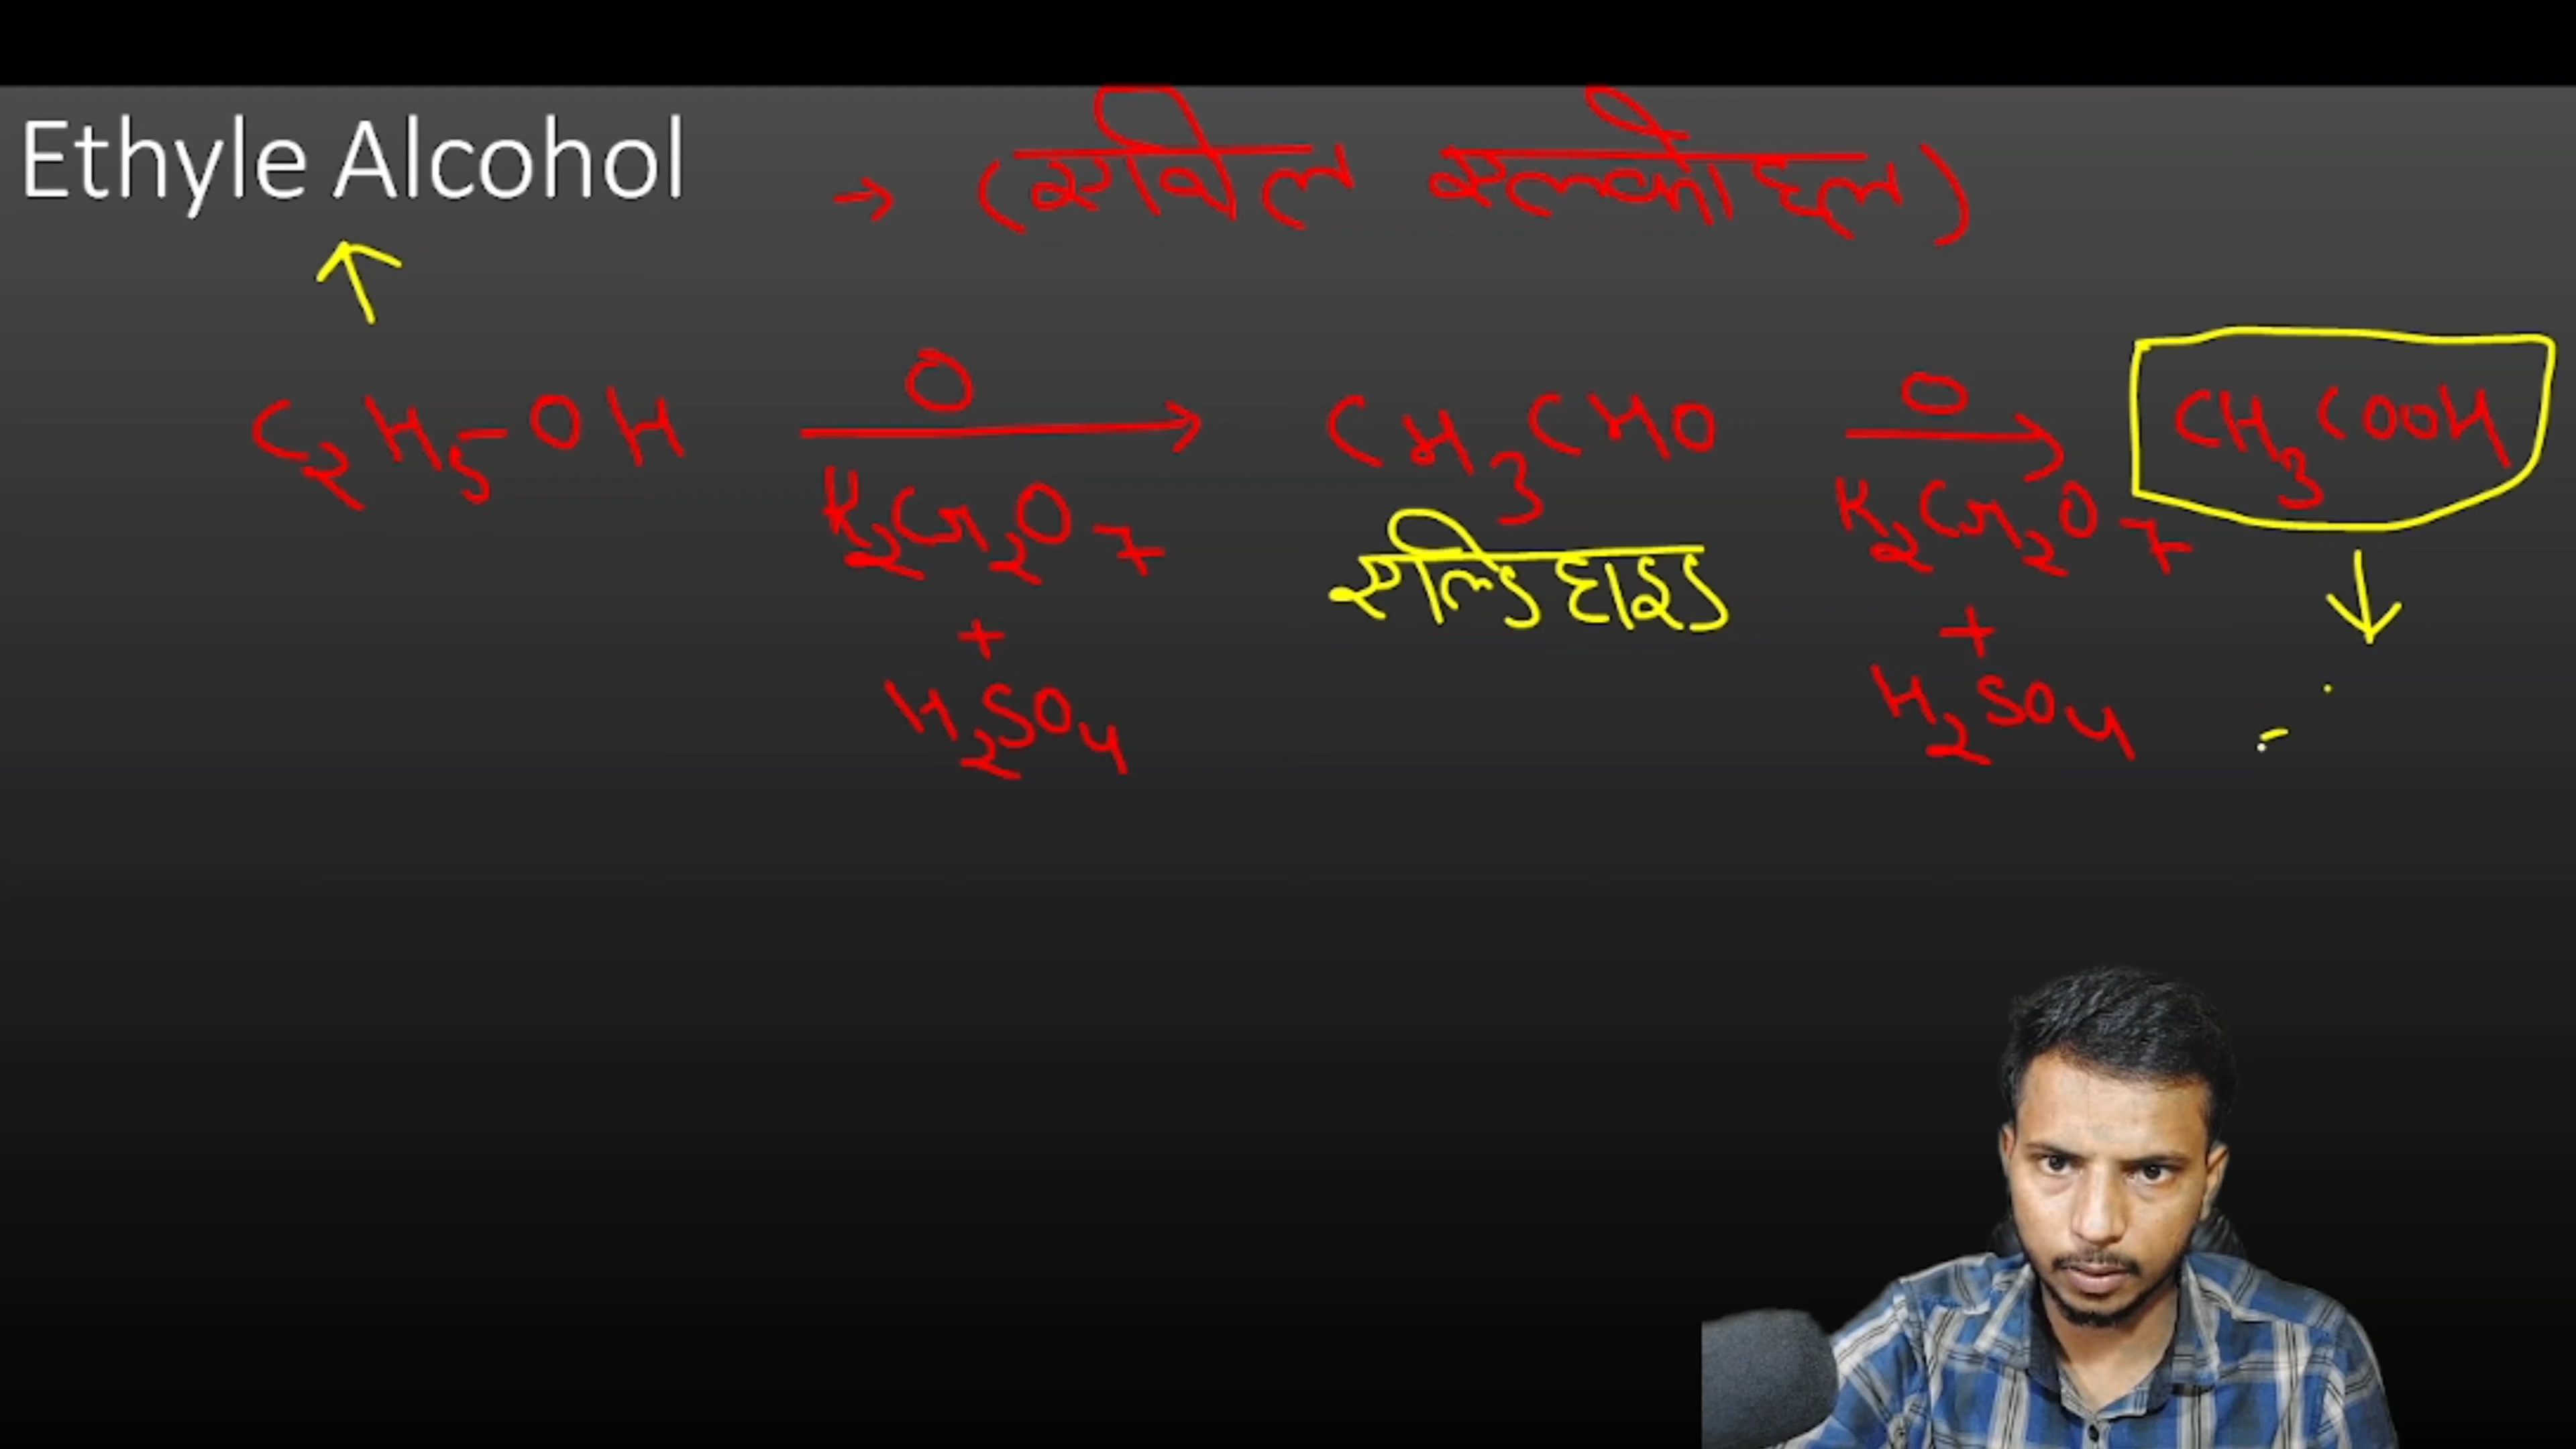 Ethyle Alcohol → (एथिल एल्कोहल)
C₂H₅-OH O → CH₃CHO O → CH₃COOH
K₂Cr₂O₇ एल्डिहाइड K₂Cr₂O₇
+ +
H₂SO₄ H₂SO₄